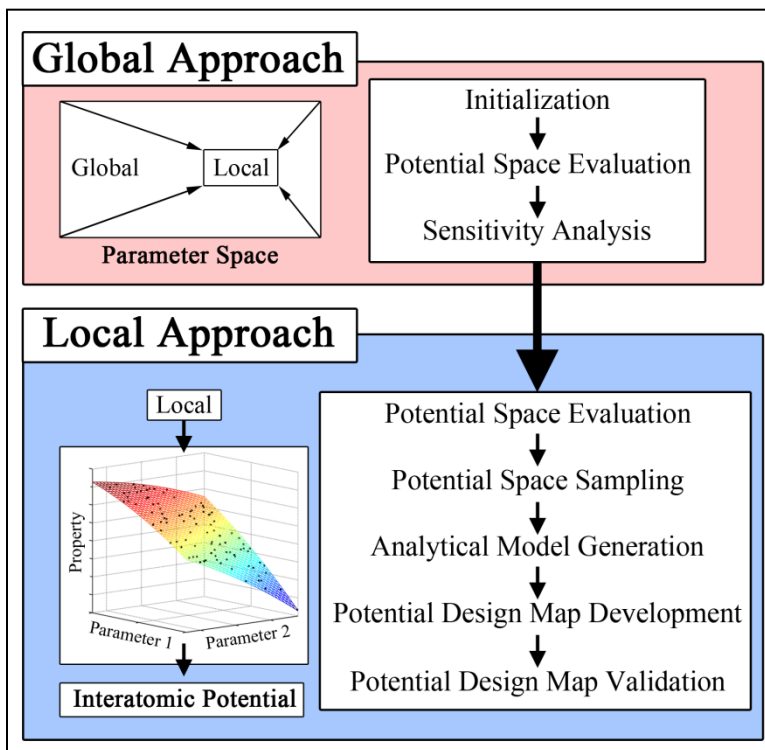 Global Approach
Global
Local
Parameter Space
Initialization
Potential Space Evaluation
Sensitivity Analysis
Local Approach
Local
Property
Parameter 1
Parameter 2
Interatomic Potential
Potential Space Evaluation
Potential Space Sampling
Analytical Model Generation
Potential Design Map Development
Potential Design Map Validation